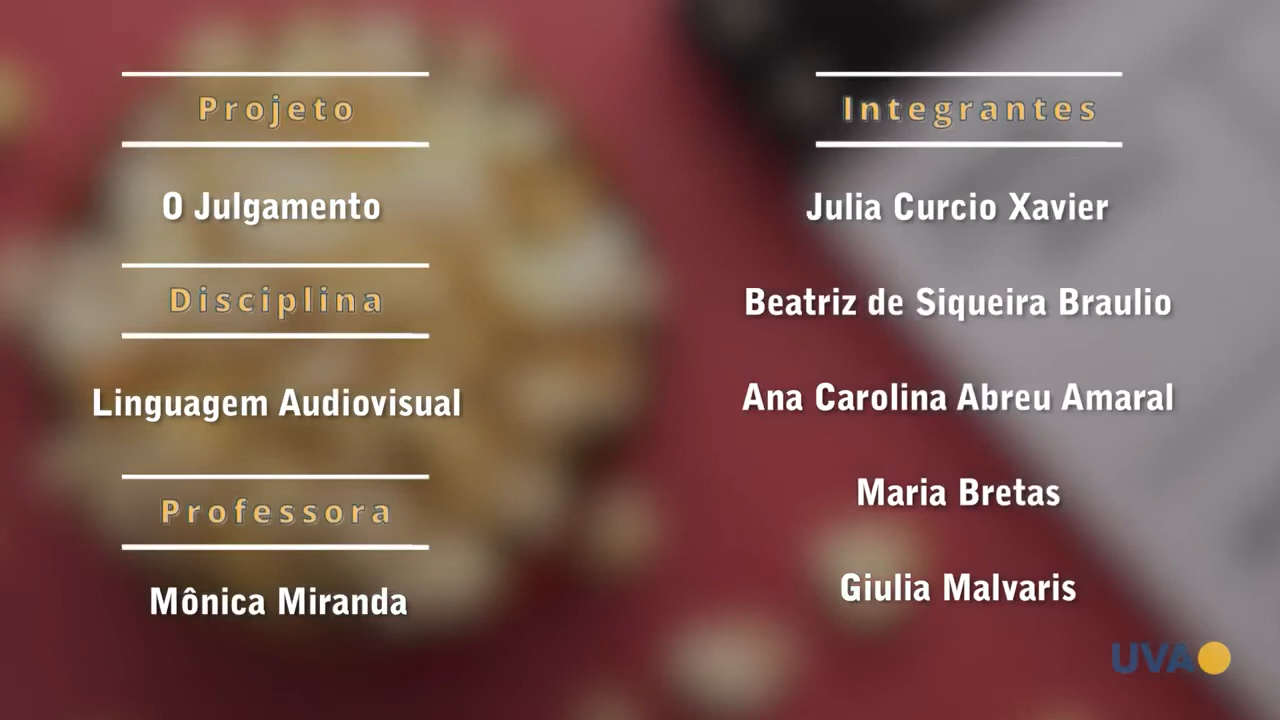 Projeto
O Julgamento
Disciplina
Linguagem Audiovisual
Professora
Mônica Miranda
Integrantes
Julia Curcio Xavier
Beatriz de Siqueira Braulio
Ana Carolina Abreu Amaral
Maria Bretas
Giulia Malvaris
UVA